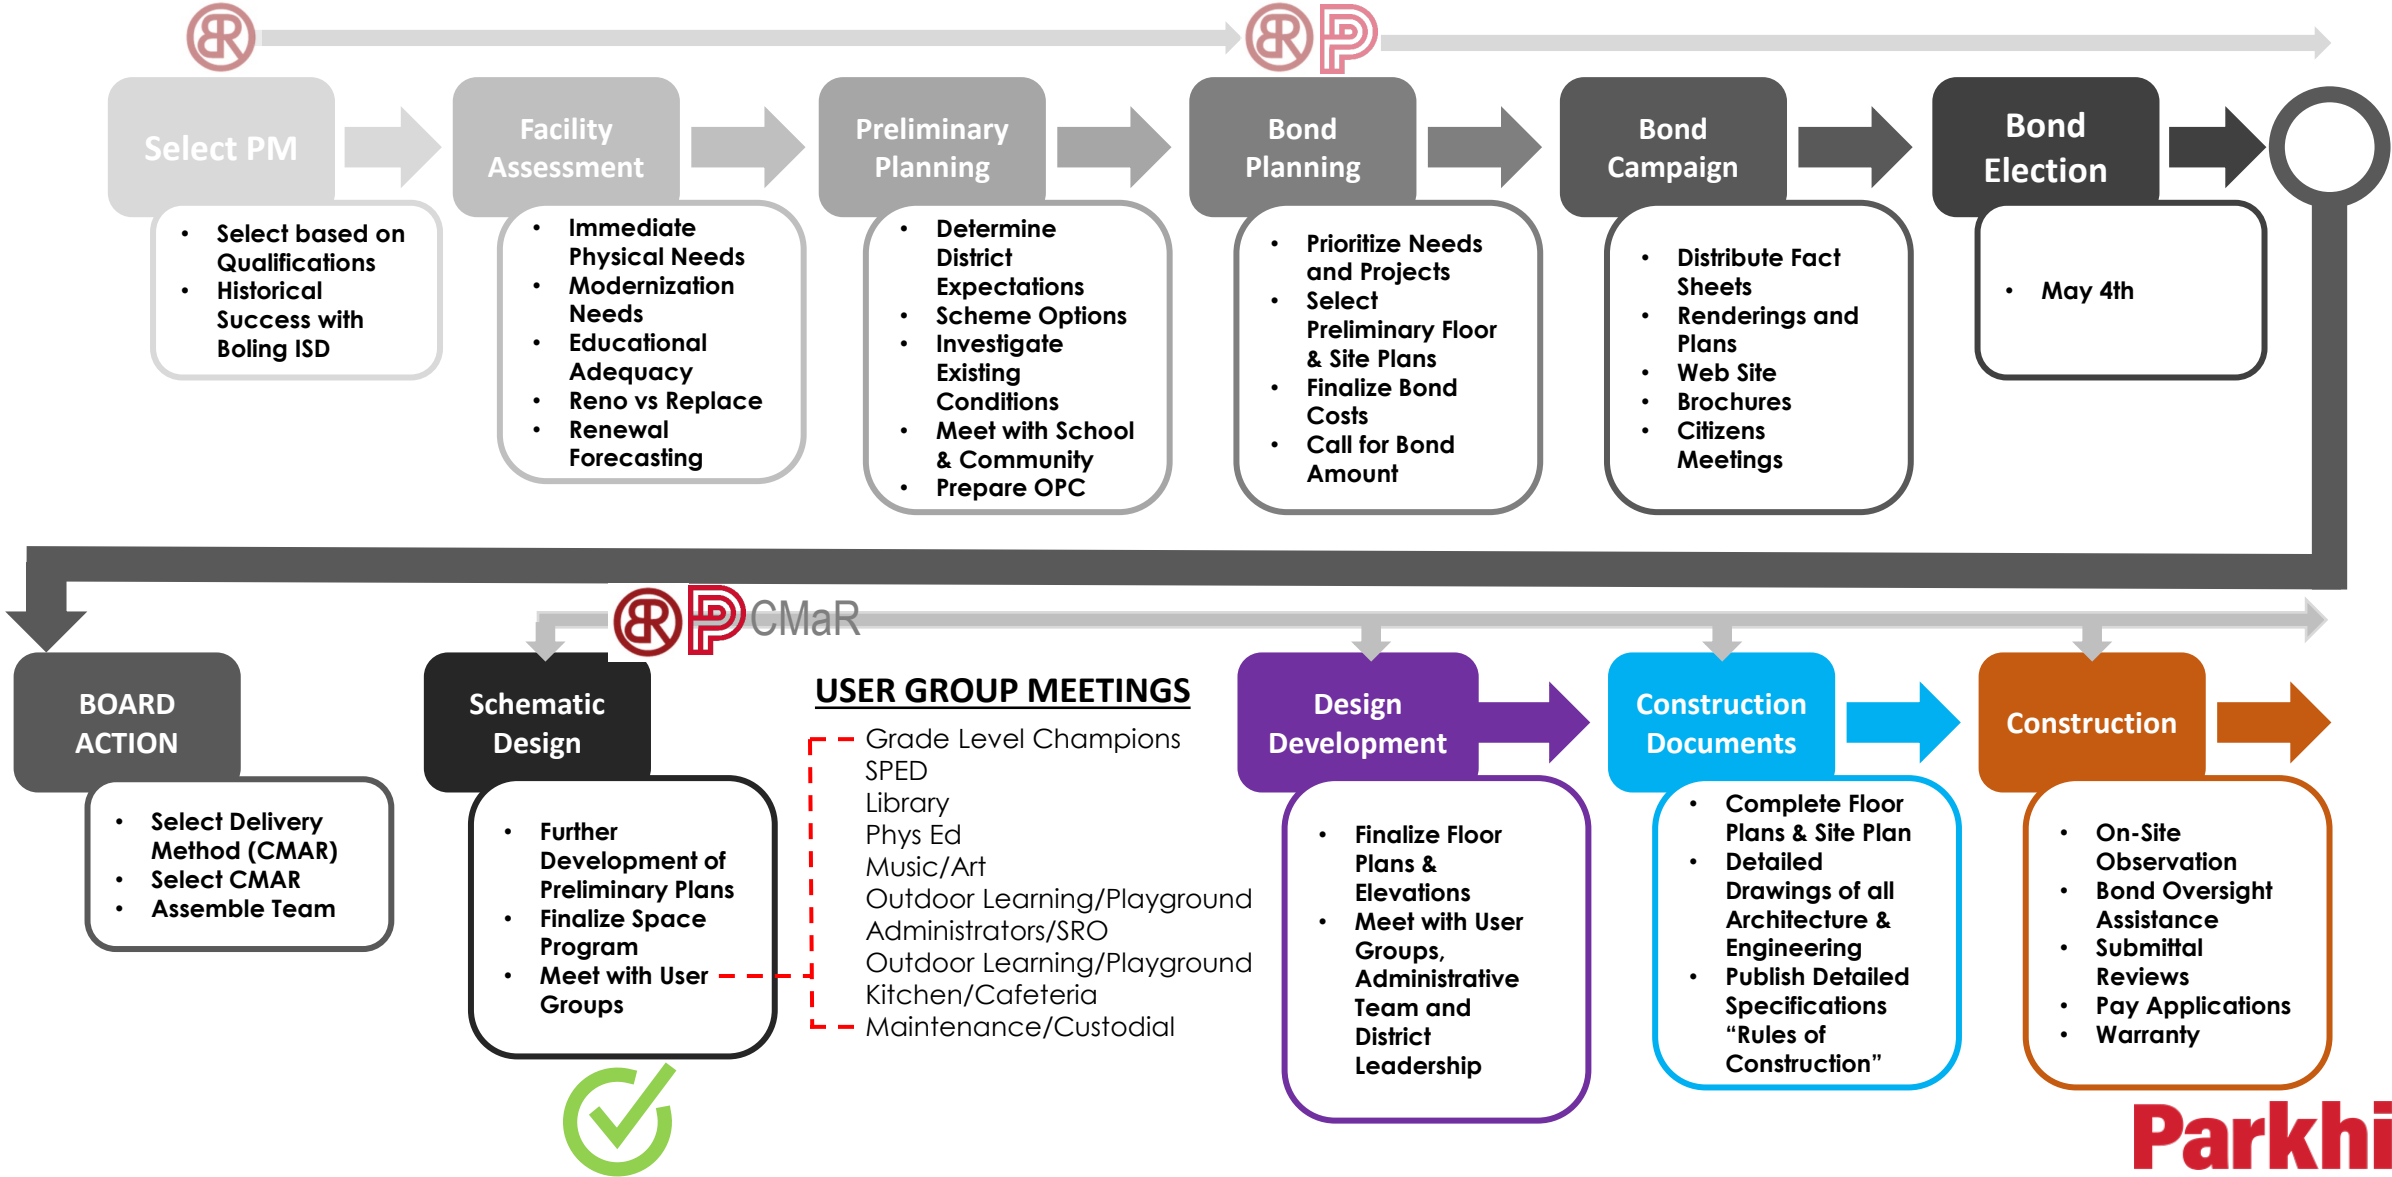 Select PM
• Select based on
Qualifications
• Historical
Success with
Boling ISD
Facility
Assessment
• Immediate
Physical Needs
• Modernization
Needs
• Educational
Adequacy
• Reno vs Replace
• Renewal
Forecasting
Preliminary
Planning
• Determine
District
Expectations
• Scheme Options
• Investigate
Existing
Conditions
• Meet with School
& Community
• Prepare OPC
Bond
Planning
• Prioritize Needs
and Projects
• Select
Preliminary Floor
& Site Plans
• Finalize Bond
Costs
• Call for Bond
Amount
Bond
Campaign
• Distribute Fact
Sheets
• Renderings and
Plans
• Web Site
• Brochures
• Citizens
Meetings
Bond
Election
• May 4th
CMaR
BOARD
ACTION
• Select Delivery
Method (CMAR)
• Select CMAR
• Assemble Team
Schematic
Design
• Further
Development of
Preliminary Plans
• Finalize Space
Program
• Meet with User
Groups
USER GROUP MEETINGS
Grade Level Champions
SPED
Library
Phys Ed
Music/Art
Outdoor Learning/Playground
Administrators/SRO
Outdoor Learning/Playground
Kitchen/Cafeteria
Maintenance/Custodial
Design
Development
• Finalize Floor
Plans &
Elevations
• Meet with User
Groups,
Administrative
Team and
District
Leadership
Construction
Documents
• Complete Floor
Plans & Site Plan
• Detailed
Drawings of all
Architecture &
Engineering
• Publish Detailed
Specifications
“Rules of
Construction”
Construction
• On-Site
Observation
• Bond Oversight
Assistance
• Submittal
Reviews
• Pay Applications
• Warranty
Parkhi